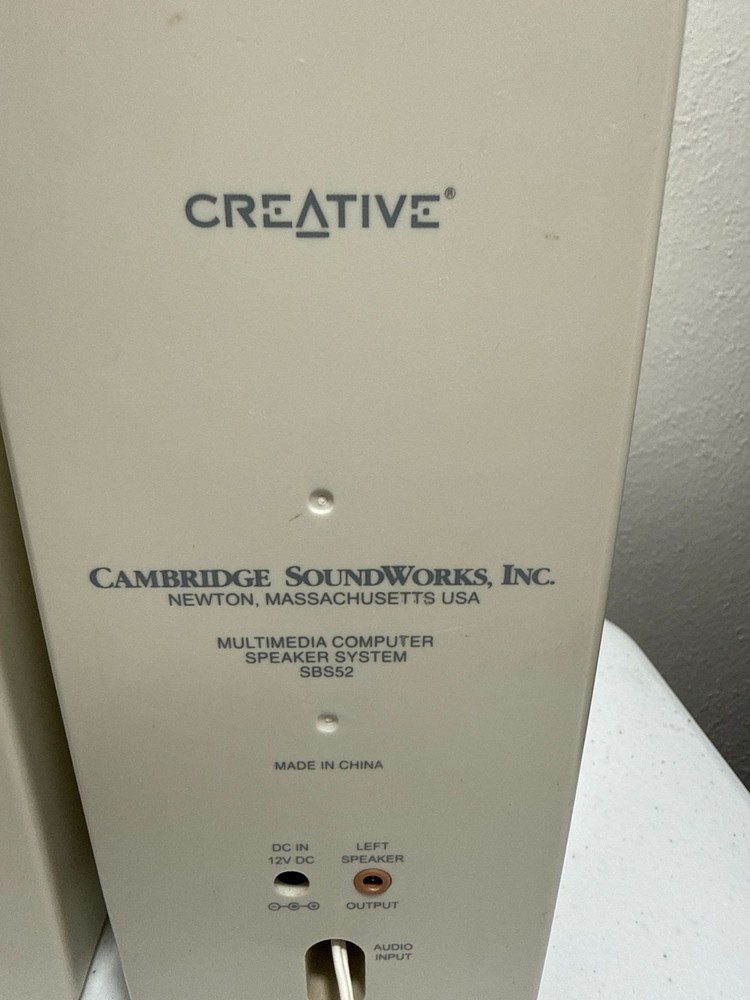 CREATIVE®
CAMBRIDGE SOUNDWORKS, INC.
NEWTON, MASSACHUSETTS USA
MULTIMEDIA COMPUTER
SPEAKER SYSTEM
SBS52
MADE IN CHINA
DC IN
12V DC
LEFT
SPEAKER
OUTPUT
AUDIO
INPUT